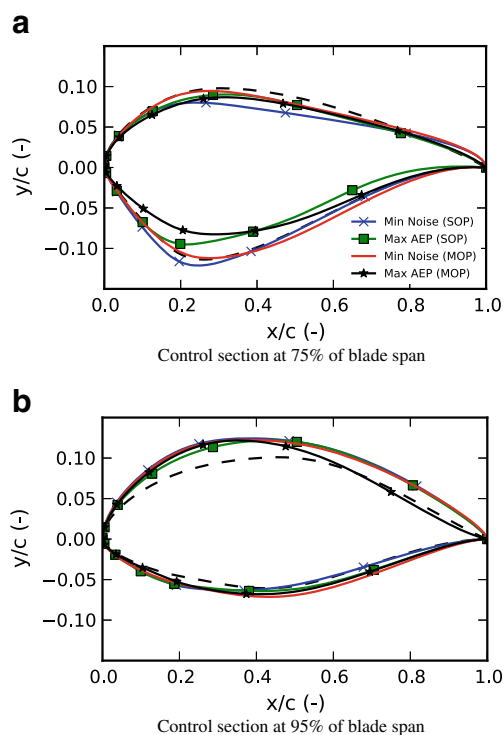 a
0.10
0.05
0.00
−0.05
−0.10
y/c (-)
Min Noise (SOP)
Max AEP (SOP)
Min Noise (MOP)
Max AEP (MOP)
0.0 0.2 0.4 0.6 0.8 1.0
x/c (-)
Control section at 75% of blade span
b
0.10
0.05
0.00
−0.05
−0.10
y/c (-)
0.0 0.2 0.4 0.6 0.8 1.0
x/c (-)
Control section at 95% of blade span